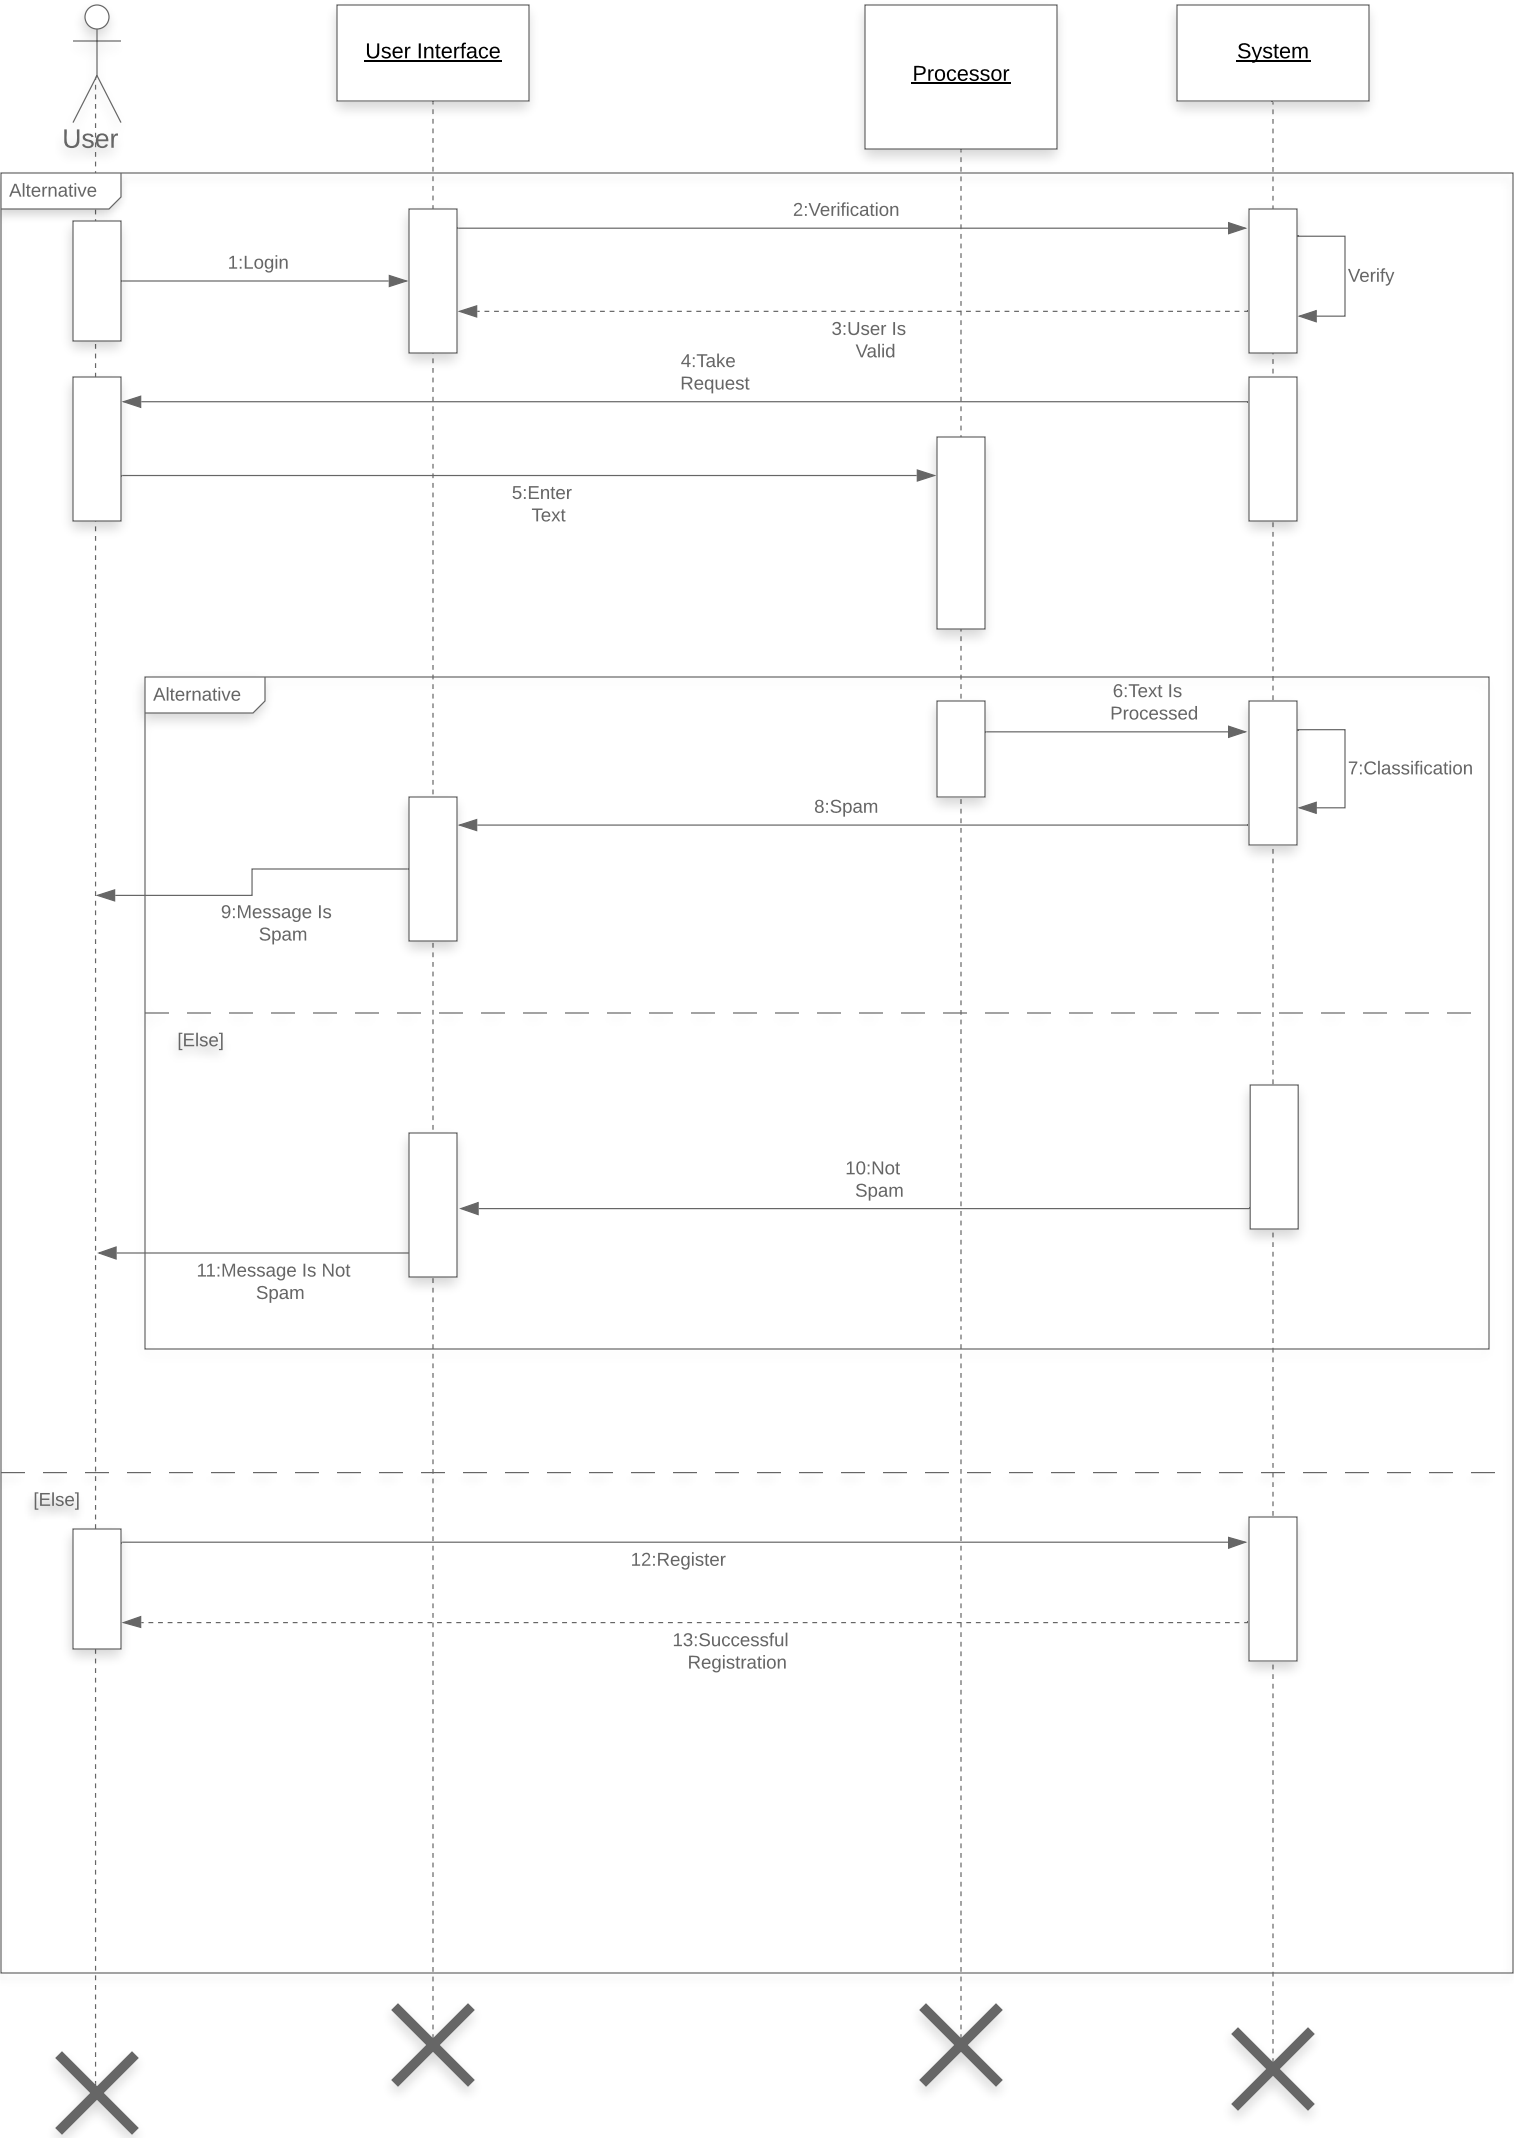 User
User Interface
Processor
System
Alternative
2:Verification
1:Login
Verify
3:User Is
Valid
4:Take
Request
5:Enter
Text
Alternative
6:Text Is
Processed
7:Classification
8:Spam
9:Message Is
Spam
[Else]
10:Not
Spam
11:Message Is Not
Spam
[Else]
12:Register
13:Successful
Registration